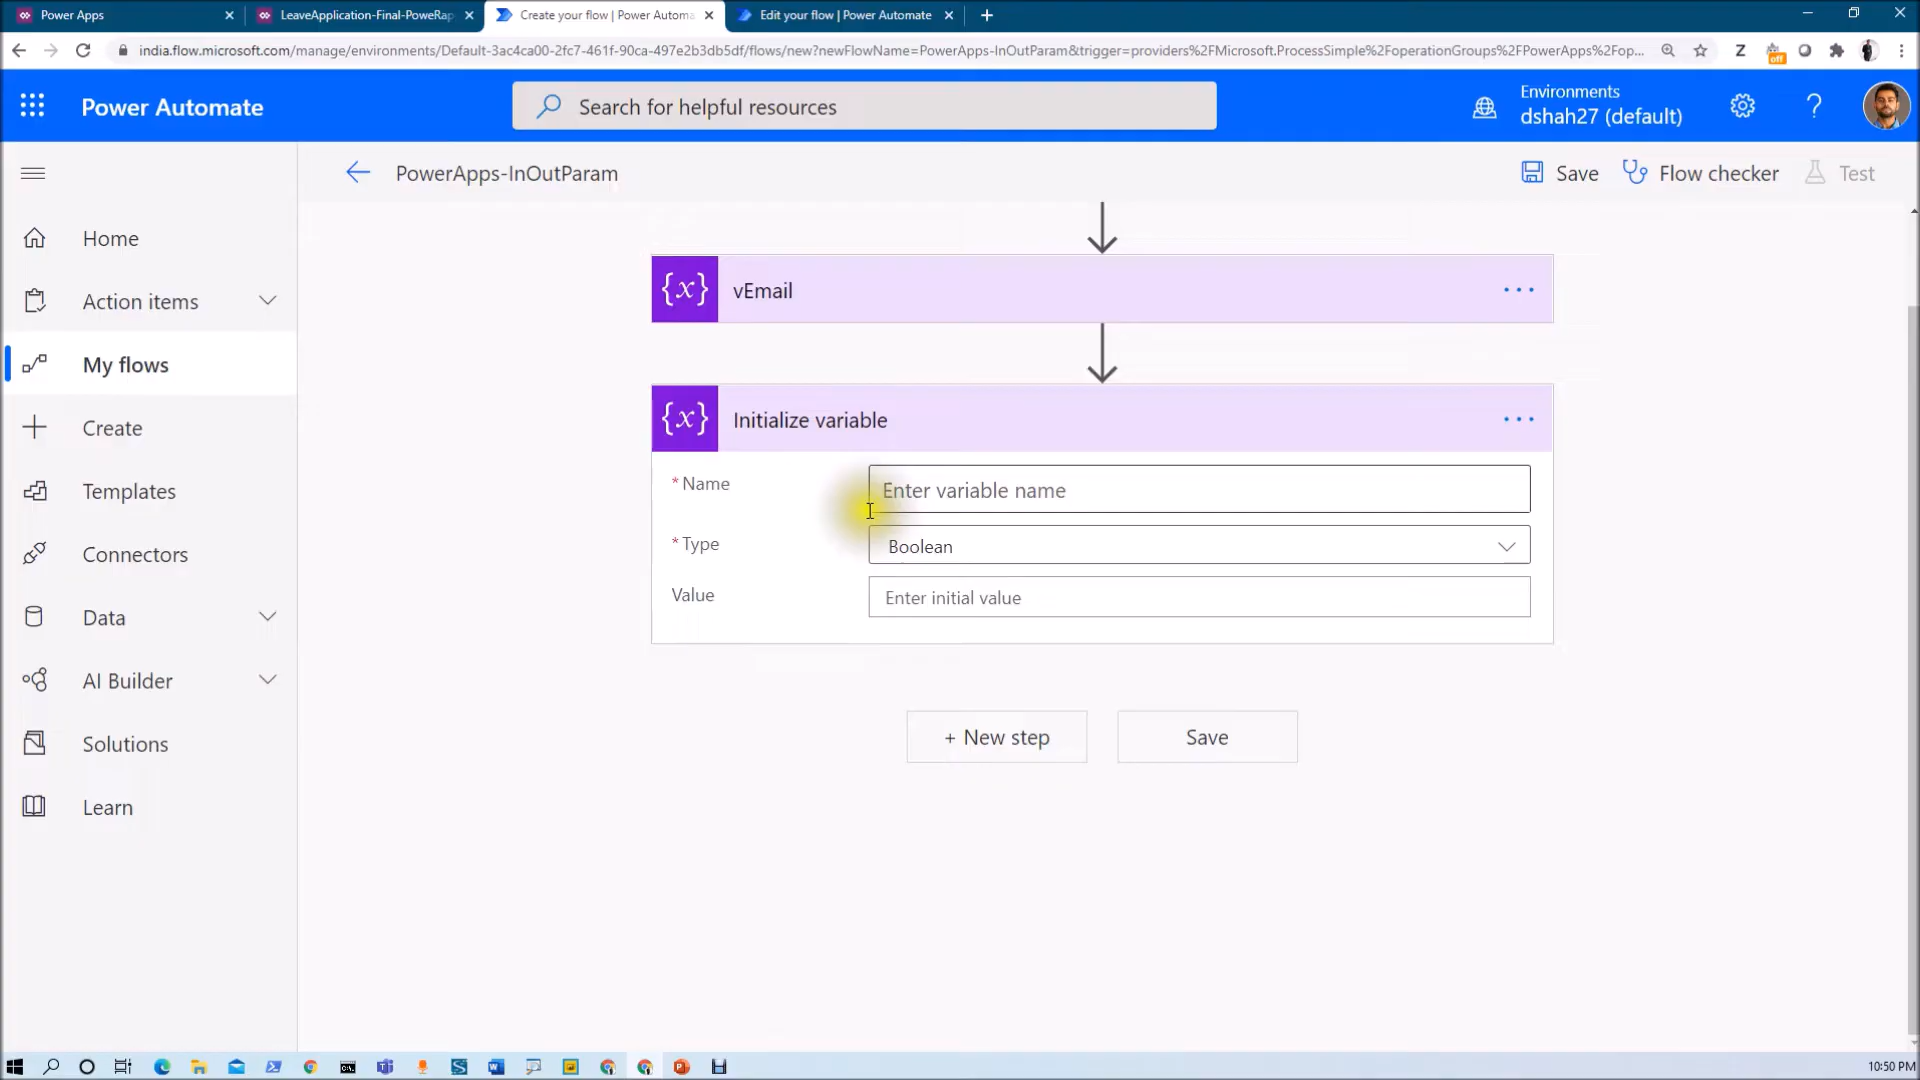 Power Apps
LeaveApplication-Final-PoweRap
Create your flow | Power Automa
Edit your flow | Power Automate
india.flow.microsoft.com/manage/environments/Default-3ac4ca00-2fc7-461f-90ca-497e2b3db5df/flows/new?newFlowName=PowerApps-InOutParam&trigger=providers%2FMicrosoft.ProcessSimple%2FoperationGroups%2FPowerApps%2Fop...
Z
off
Power Automate
Search for helpful resources
Environments
dshah27 (default)
?
PowerApps-InOutParam
Save
Flow checker
Test
Home
Action items
My flows
Create
Templates
Connectors
Data
AI Builder
Solutions
Learn
{x} vEmail
{x} Initialize variable
* Name
Enter variable name
* Type
Boolean
Value
Enter initial value
+ New step
Save
10:50 PM